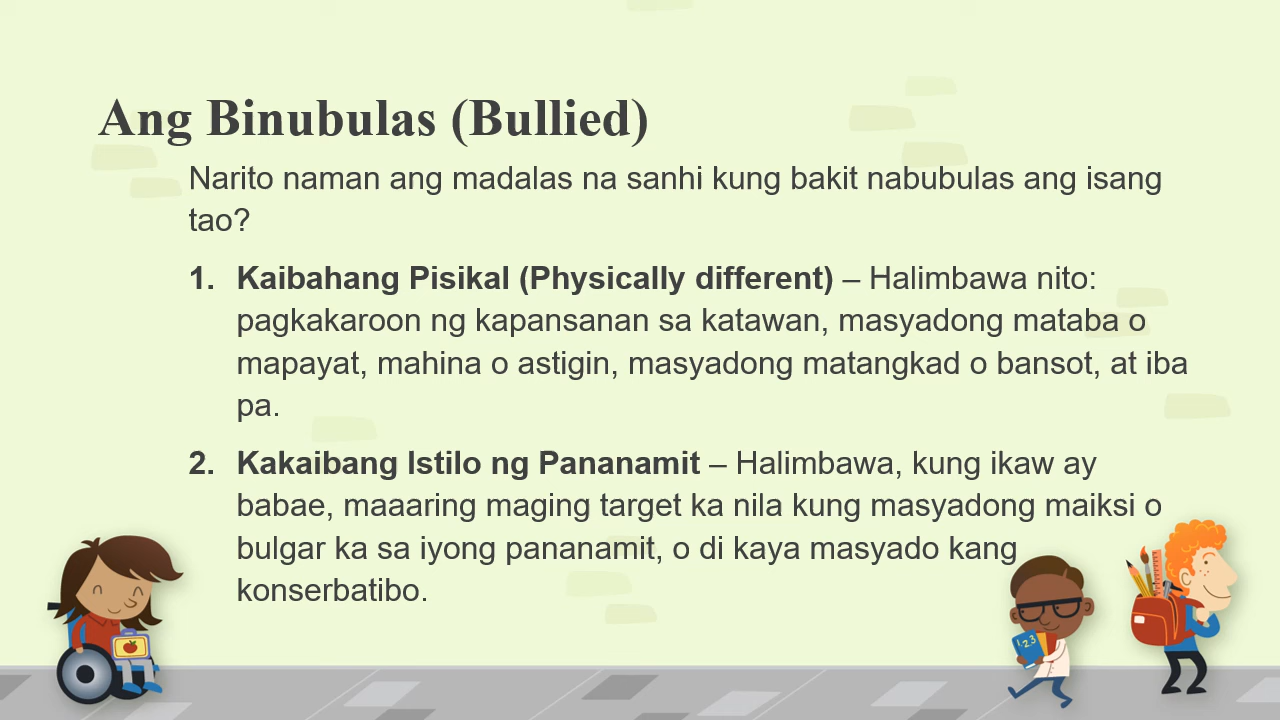 Ang Binubulas (Bullied)
Narito naman ang madalas na sanhi kung bakit nabubulas ang isang
tao?
1. Kaibahang Pisikal (Physically different) – Halimbawa nito:
pagkakaroon ng kapansanan sa katawan, masyadong mataba o
mapayat, mahina o astigin, masyadong matangkad o bansot, at iba
pa.
2. Kakaibang Istilo ng Pananamit – Halimbawa, kung ikaw ay
babae, maaaring maging target ka nila kung masyadong maiksi o
bulgar ka sa iyong pananamit, o di kaya masyado kang
konserbatibo.
1 2 3